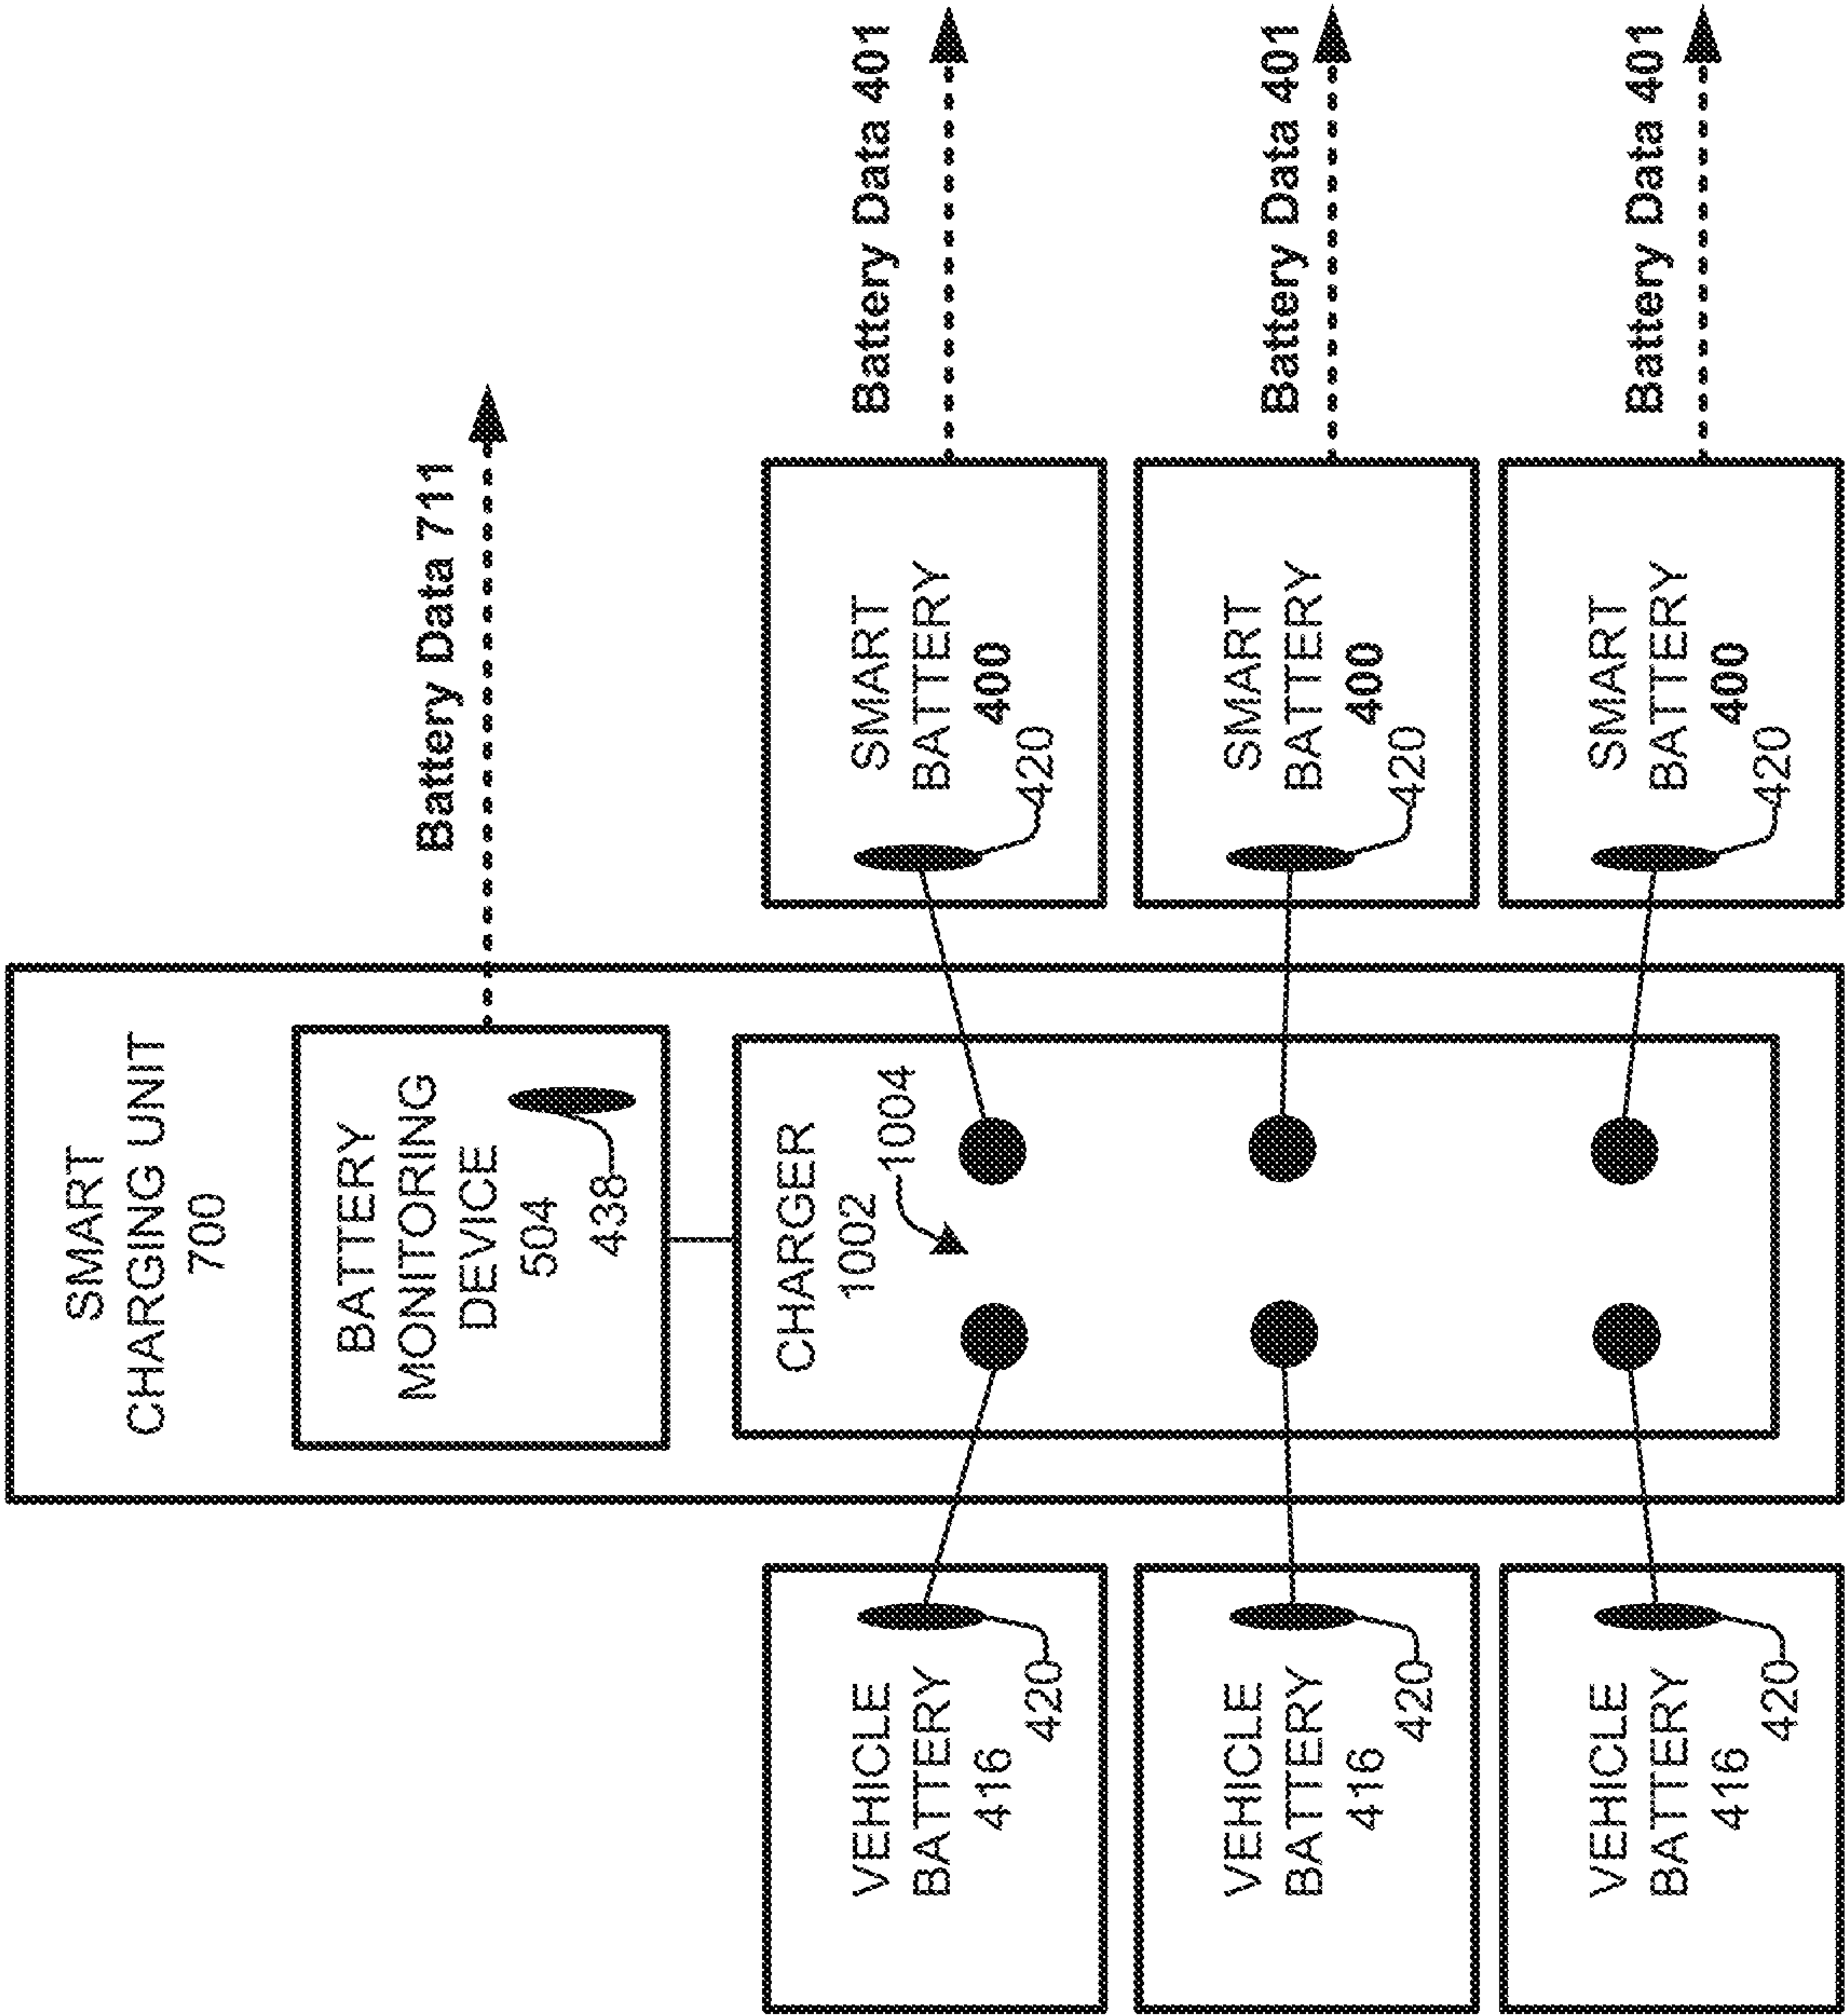 SMART
CHARGING UNIT
700
BATTERY
MONITORING
DEVICE
504
438
Battery Data 711
CHARGER
1002
1004
VEHICLE
BATTERY
416
420
SMART
BATTERY
400
420
Battery Data 401
VEHICLE
BATTERY
416
420
SMART
BATTERY
400
420
Battery Data 401
VEHICLE
BATTERY
416
420
SMART
BATTERY
400
420
Battery Data 401